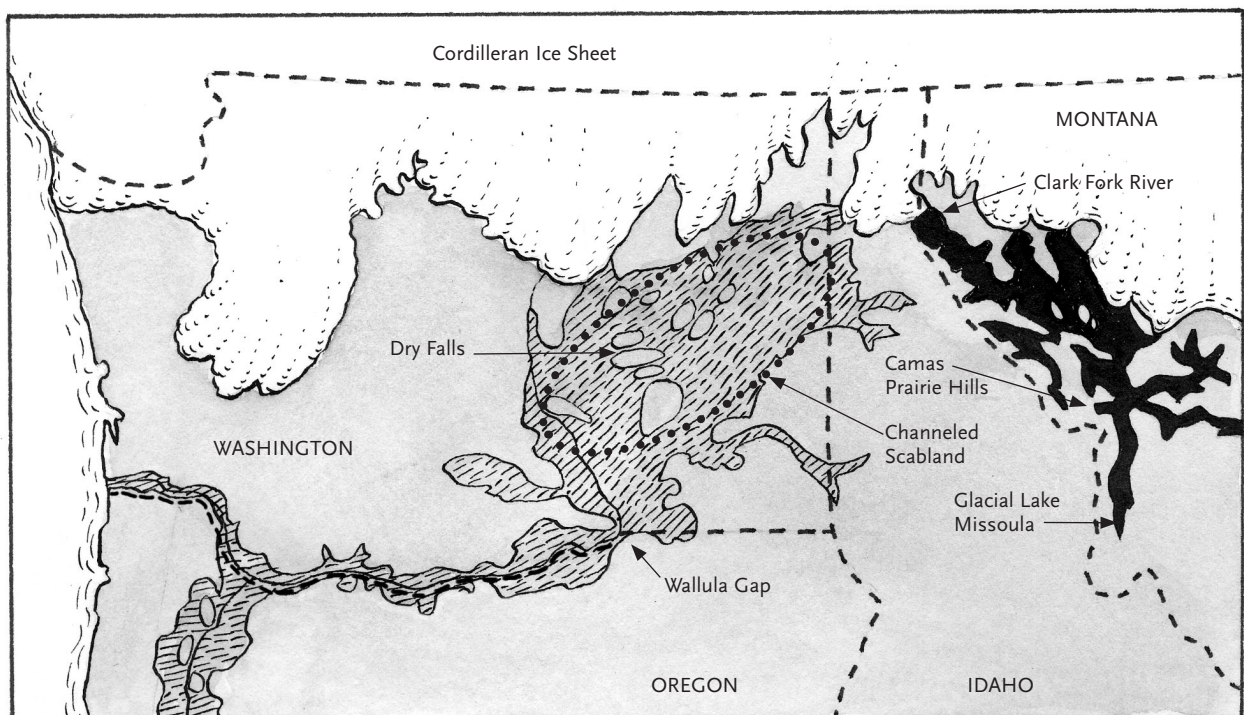 Cordilleran Ice Sheet
MONTANA
Clark Fork River
Dry Falls
Camas
Prairie Hills
WASHINGTON
Channeled
Scabland
Glacial Lake
Missoula
Wallula Gap
OREGON
IDAHO